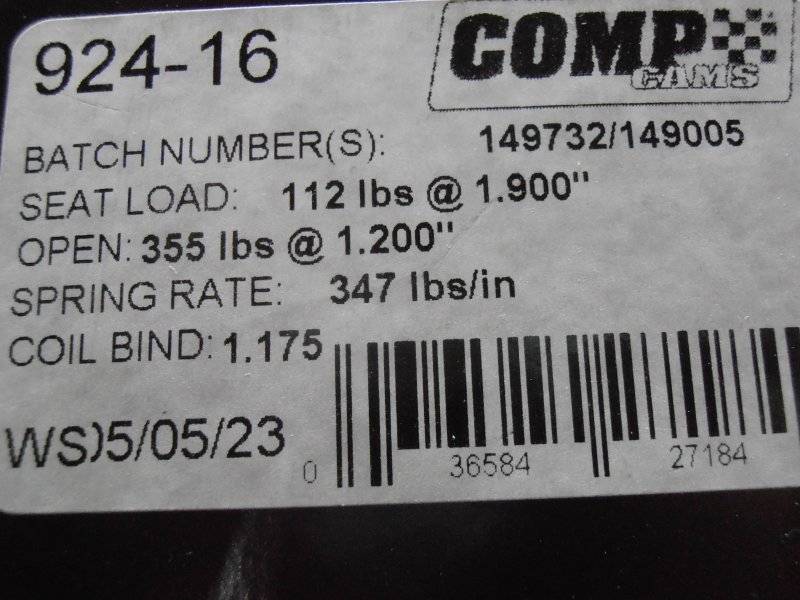 924-16
COMP
CAMS
BATCH NUMBER(S): 149732/149005
SEAT LOAD: 112 lbs @ 1.900"
OPEN: 355 lbs @ 1.200"
SPRING RATE: 347 lbs/in
COIL BIND: 1.175
WS)5/05/23
0 36584 27184